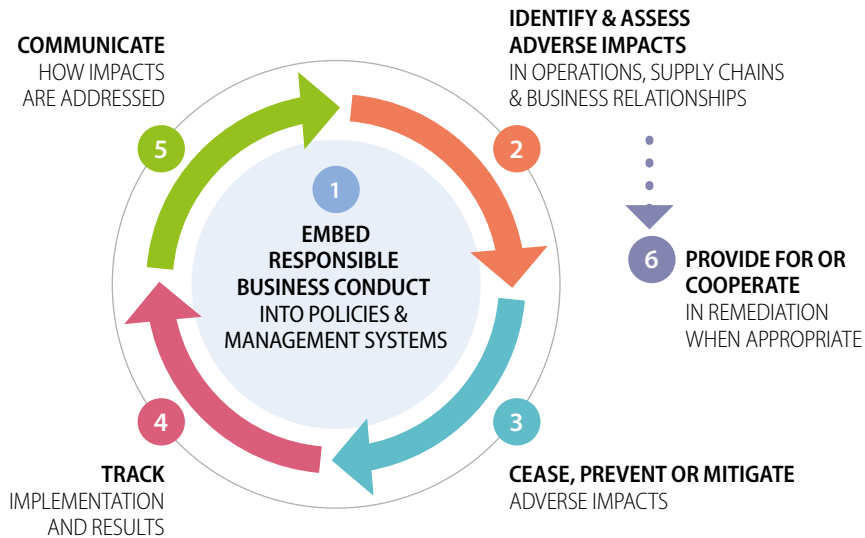 1
EMBED
RESPONSIBLE
BUSINESS CONDUCT
INTO POLICIES &
MANAGEMENT SYSTEMS
2
IDENTIFY & ASSESS
ADVERSE IMPACTS
IN OPERATIONS, SUPPLY CHAINS
& BUSINESS RELATIONSHIPS
3
CEASE, PREVENT OR MITIGATE
ADVERSE IMPACTS
4
TRACK
IMPLEMENTATION
AND RESULTS
5
COMMUNICATE
HOW IMPACTS
ARE ADDRESSED
6
PROVIDE FOR OR
COOPERATE
IN REMEDIATION
WHEN APPROPRIATE